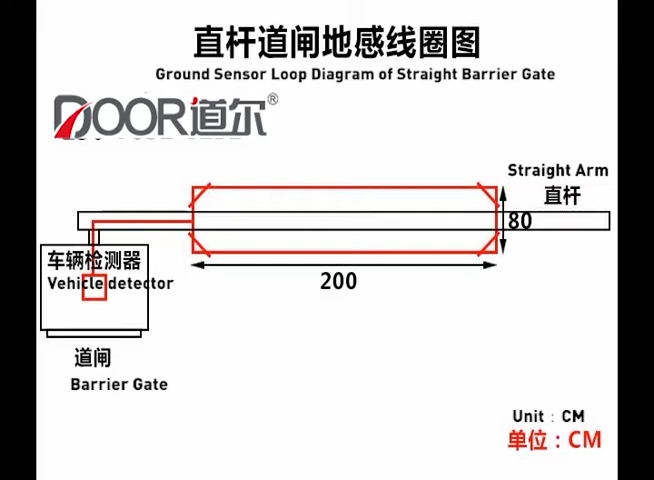 直杆道闸地感线圈图
Ground Sensor Loop Diagram of Straight Barrier Gate
DOOR道尔®
Straight Arm
直杆
80
车辆检测器
Vehicle detector
200
道闸
Barrier Gate
Unit：CM
单位：CM